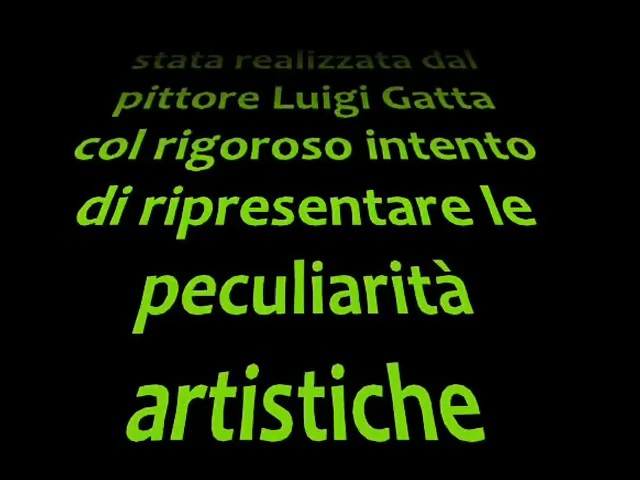 stata realizzata dal
pittore Luigi Gatta
col rigoroso intento
di ripresentare le
peculiarità
artistiche